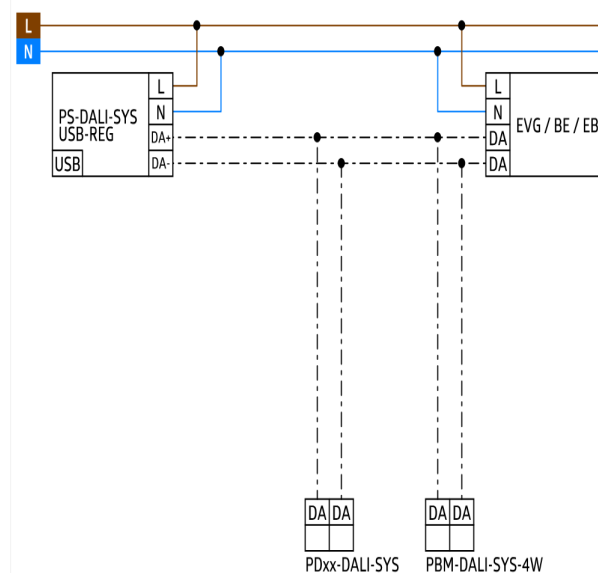 L
N
PS-DALI-SYS
USB-REG
USB
L
N
DA+
DA-
L
N
DA
DA
EVG / BE / EB
DA DA
PDxx-DALI-SYS
DA DA
PBM-DALI-SYS-4W